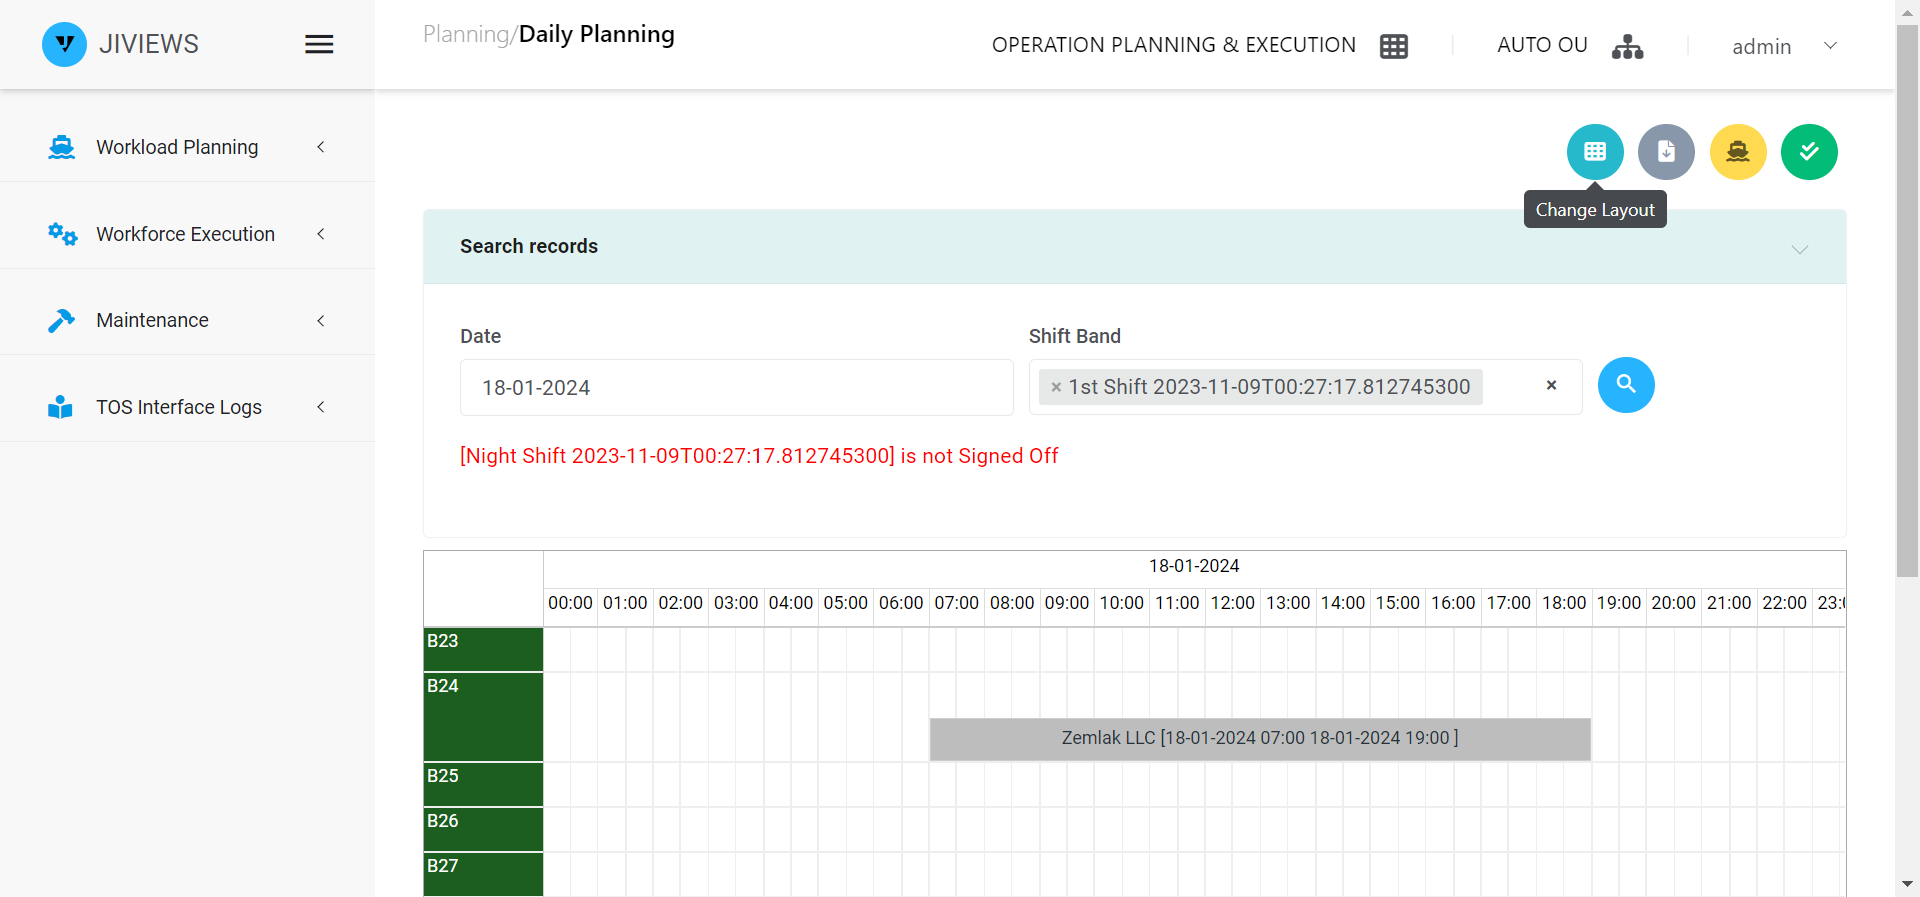 JIVIEWS
Planning/Daily Planning
OPERATION PLANNING & EXECUTION
AUTO OU
admin
Workload Planning
Workforce Execution
Maintenance
TOS Interface Logs
Change Layout
Search records
Date
Shift Band
18-01-2024
× 1st Shift 2023-11-09T00:27:17.812745300 ×
[Night Shift 2023-11-09T00:27:17.812745300] is not Signed Off
18-01-2024
00:00 01:00 02:00 03:00 04:00 05:00 06:00 07:00 08:00 09:00 10:00 11:00 12:00 13:00 14:00 15:00 16:00 17:00 18:00 19:00 20:00 21:00 22:00
B23
B24
Zemlak LLC [18-01-2024 07:00 18-01-2024 19:00 ]
B25
B26
B27